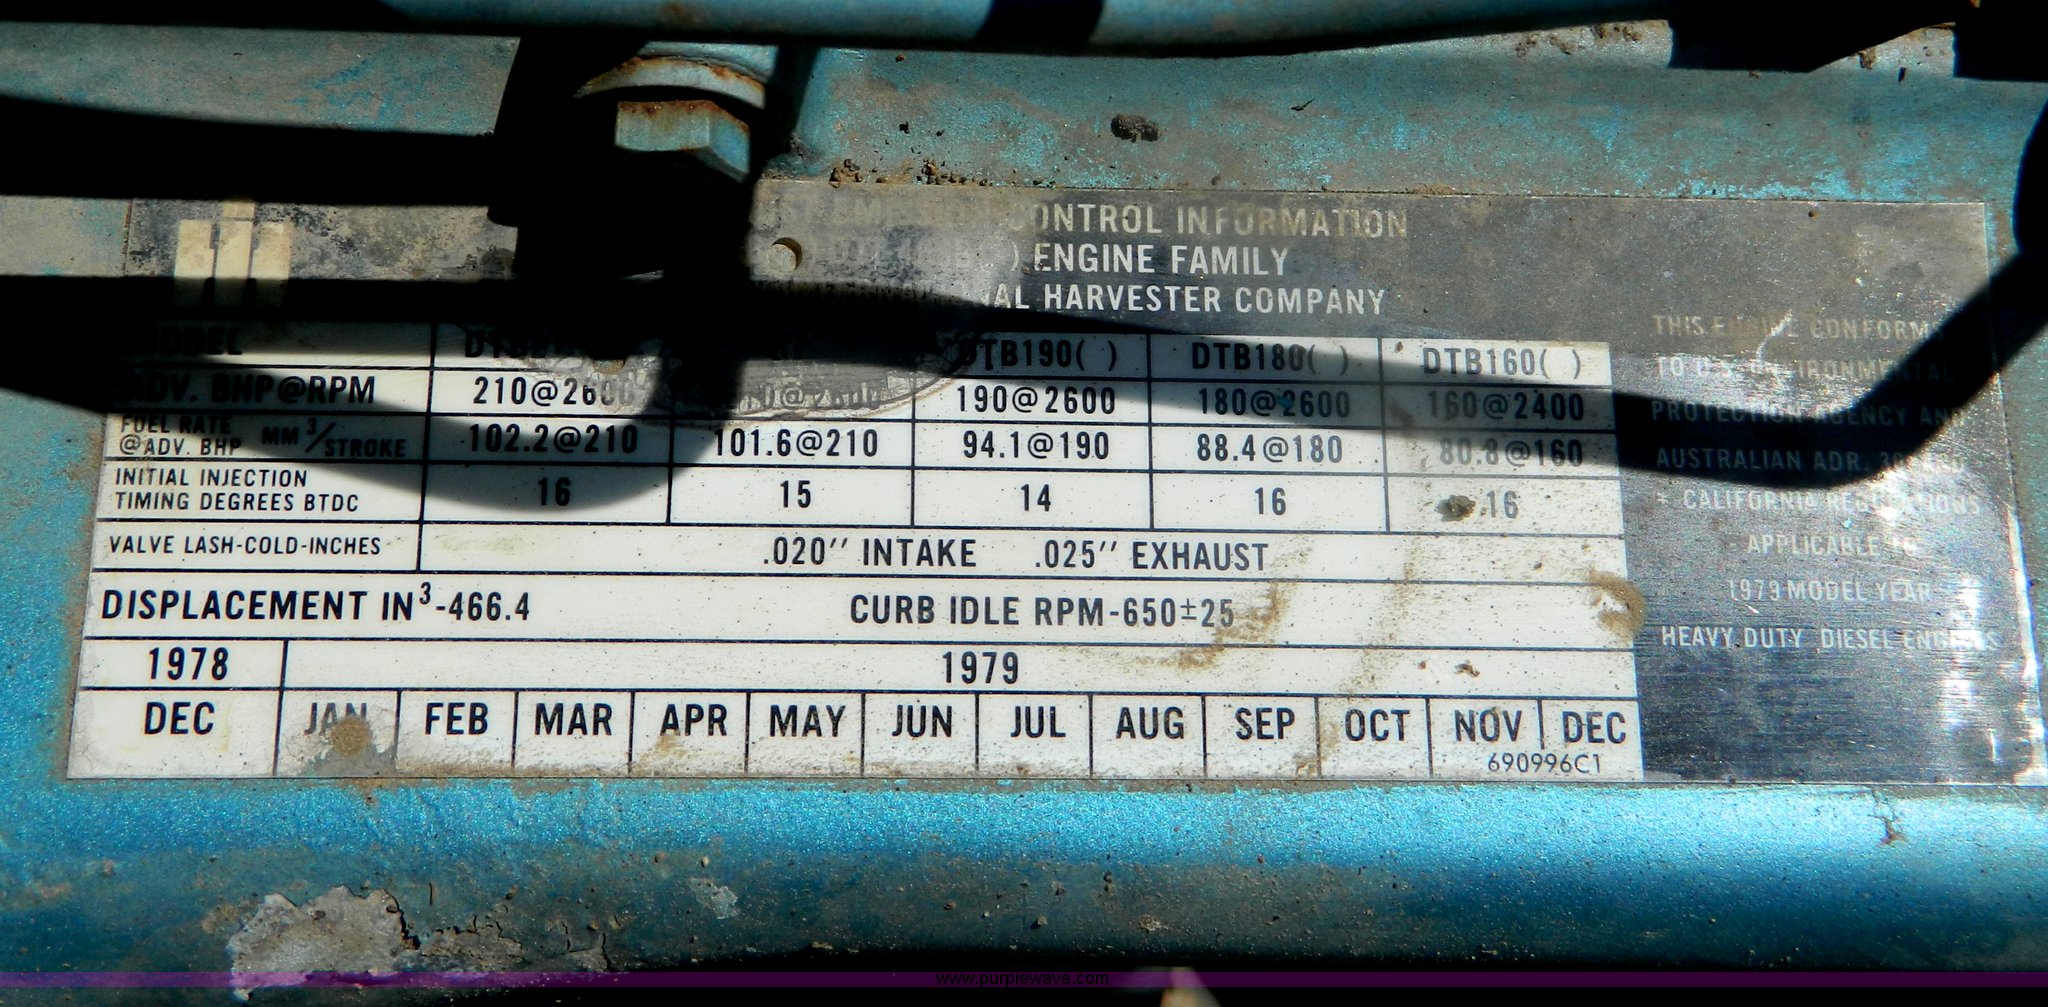 CONTROL INFORMATION
) ENGINE FAMILY
HARVESTER COMPANY
MODEL DTB190( ) DTB180( ) DTB160( )
ADV. BHP@RPM 210@2600 190@2600 180@2600 160@2400
FUEL RATE
@ADV. BHP MM3/STROKE 102.2@210 101.6@210 94.1@190 88.4@180 80.8@160
INITIAL INJECTION
TIMING DEGREES BTDC 16 15 14 16 16
VALVE LASH-COLD-INCHES .020" INTAKE .025" EXHAUST
DISPLACEMENT IN3-466.4 CURB IDLE RPM-650±25
1978 1979
DEC JAN FEB MAR APR MAY JUN JUL AUG SEP OCT NOV DEC
690996C1
THIS ENGINE CONFORMS
TO U.S. ENVIRONMENTAL
PROTECTION AGENCY AND
AUSTRALIAN ADR.
* CALIFORNIA REGULATIONS
APPLICABLE TO
1979 MODEL YEAR
HEAVY DUTY DIESEL ENGINES
www.purplewave.com